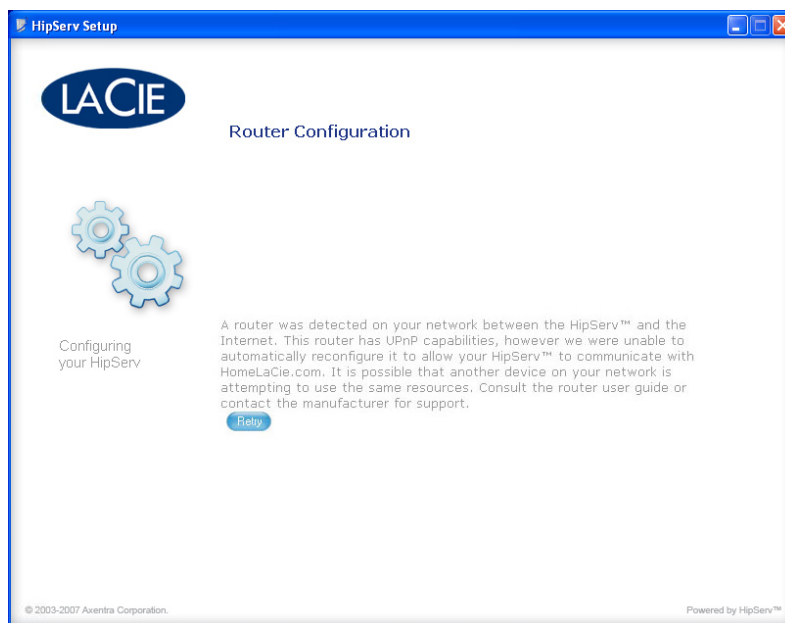 HipServ Setup
LACIE
Router Configuration
Configuring
your HipServ
A router was detected on your network between the HipServ™ and the
Internet. This router has UPnP capabilities, however we were unable to
automatically reconfigure it to allow your HipServ™ to communicate with
HomeLaCie.com. It is possible that another device on your network is
attempting to use the same resources. Consult the router user guide or
contact the manufacturer for support.
Retry
© 2003-2007 Axentra Corporation.
Powered by HipServ™